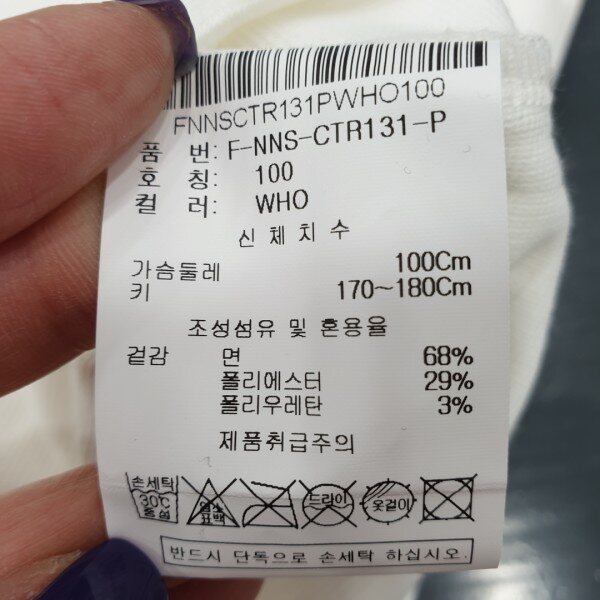 FNNSCTR131PWHO100
품 번: F-NNS-CTR131-P
호 칭: 100
컬 러: WHO
신 체 치 수
가슴둘레 100Cm
키 170~180Cm
조성섬유 및 혼용율
겉감 면 68%
폴리에스터 29%
폴리우레탄 3%
제품취급주의
손세탁
30℃
중성
염소
표백
드라이
옷걸이
반드시 단독으로 손세탁 하십시오.